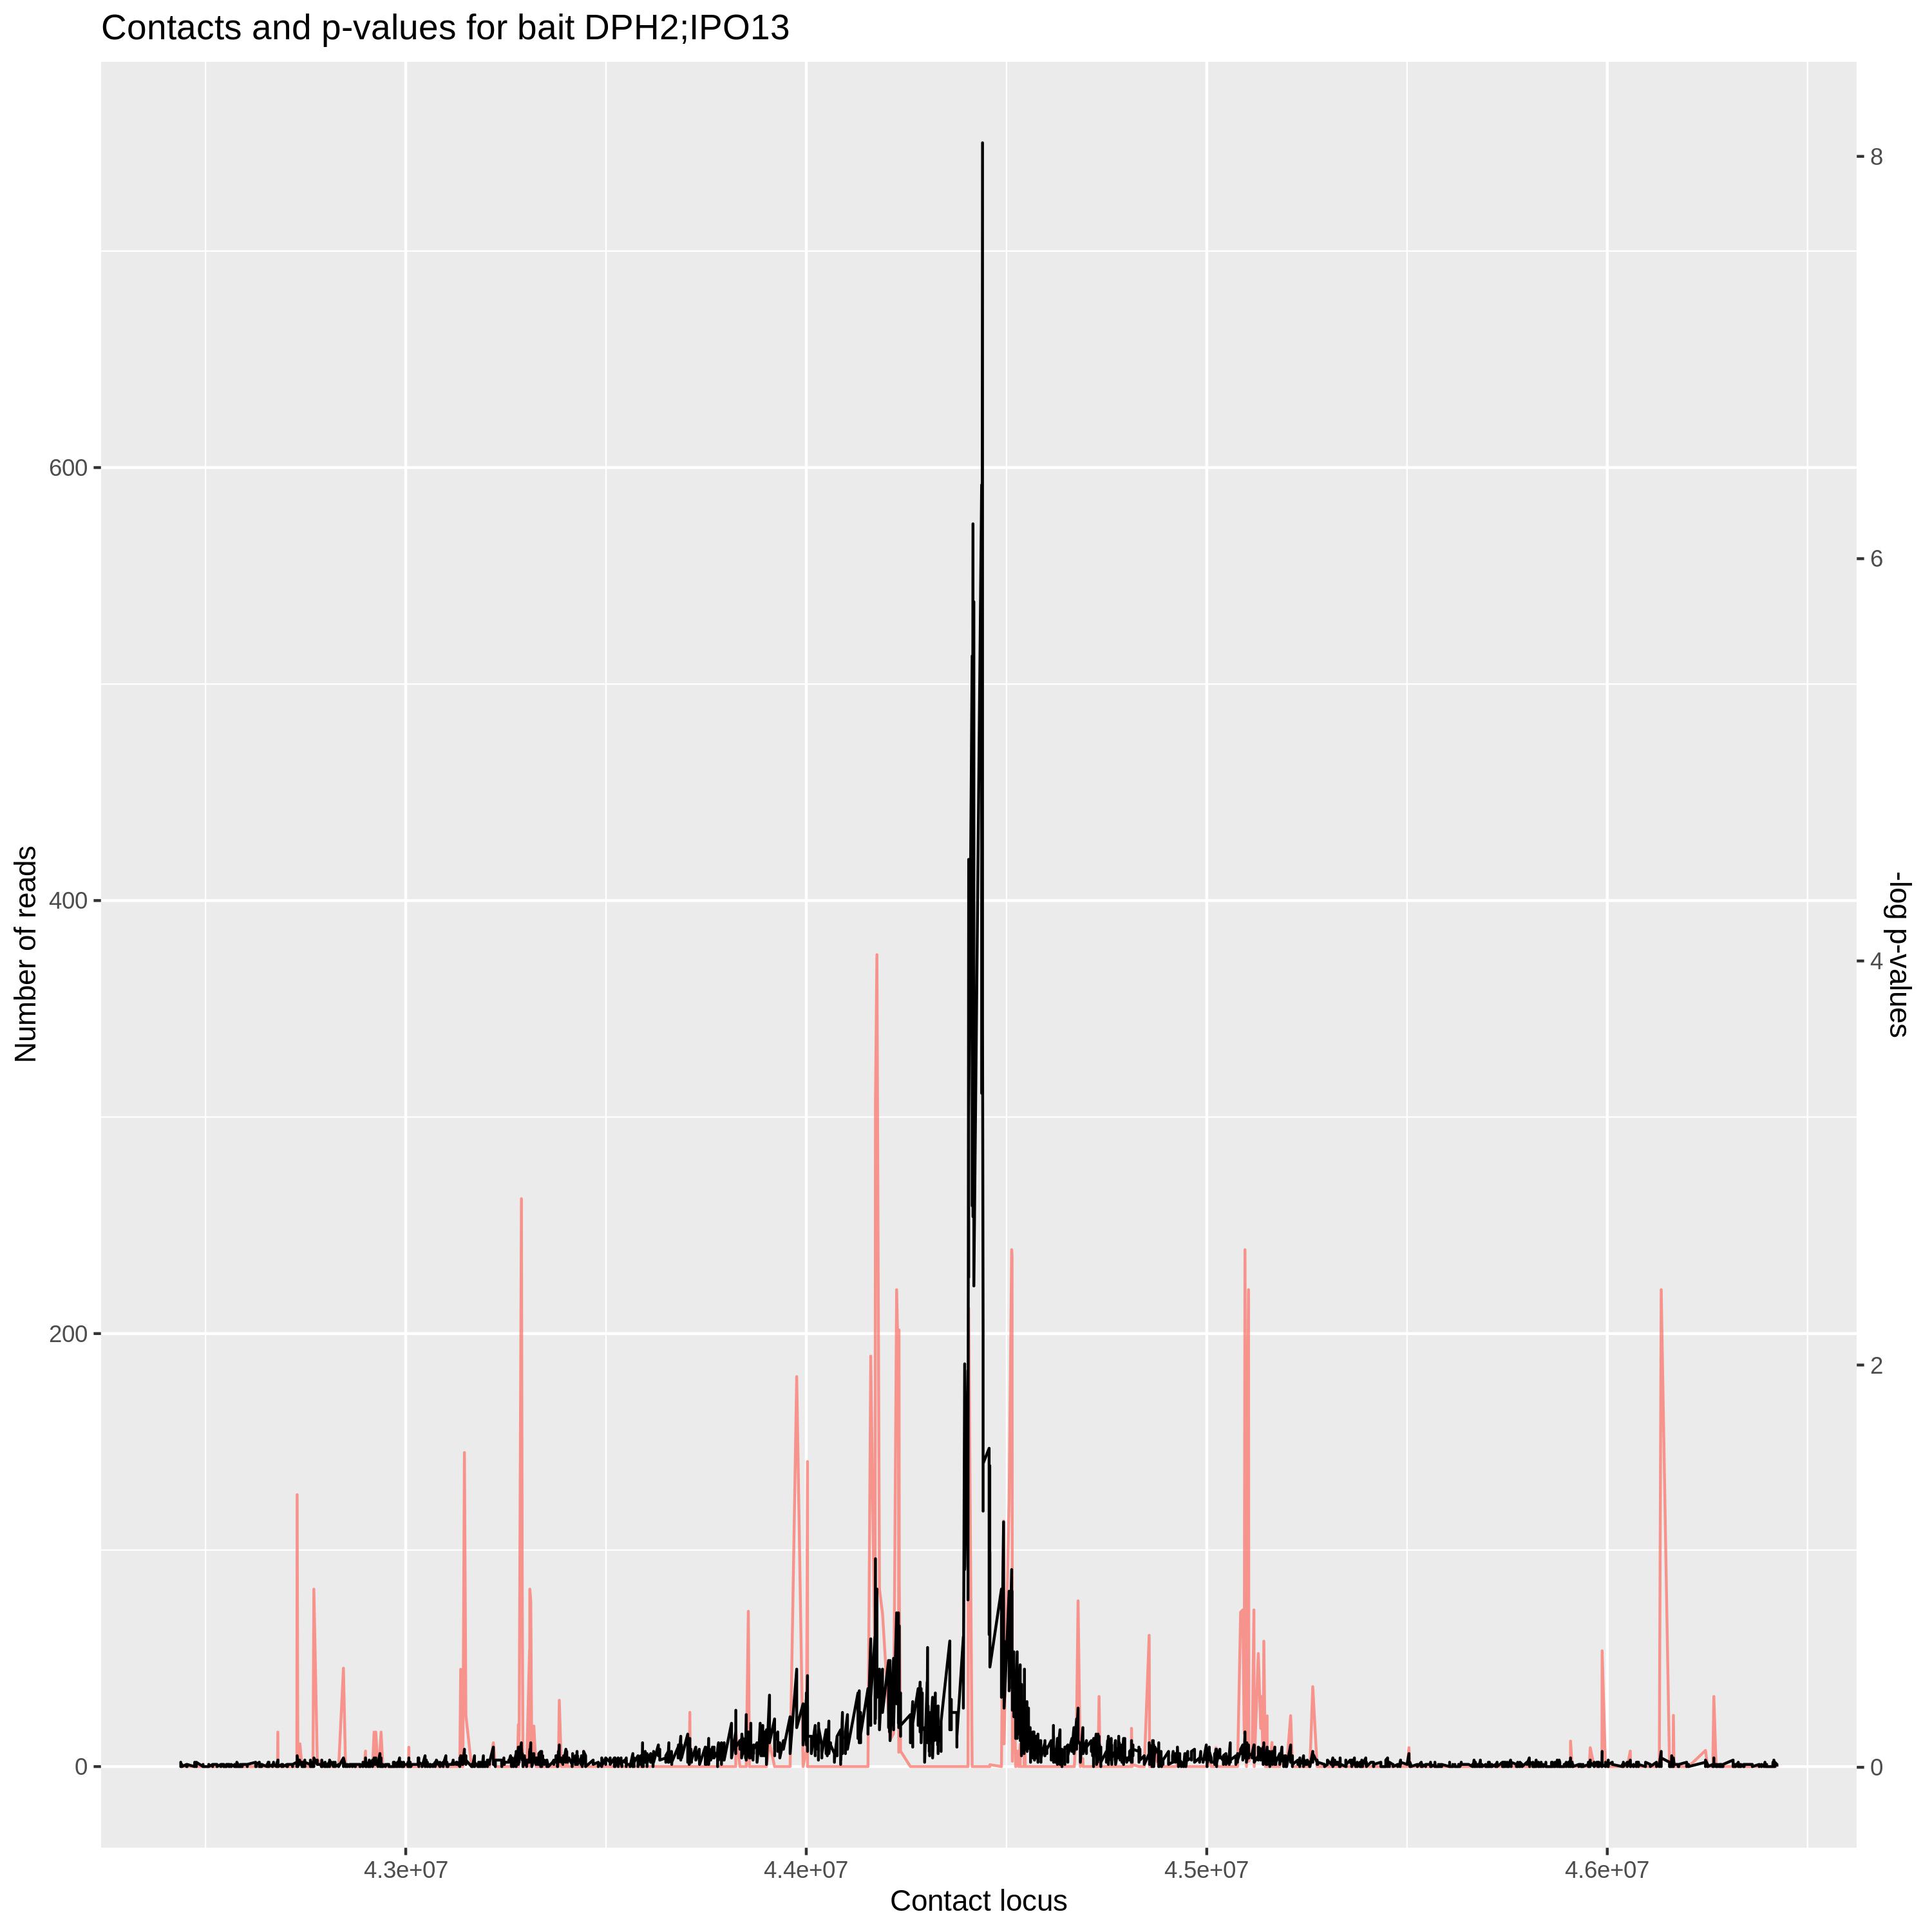 Contacts and p-values for bait DPH2;IPO13
Number of reads
600
400
200
0
8
6
4
2
0
-log p-values
4.3e+07 4.4e+07 4.5e+07 4.6e+07
Contact locus